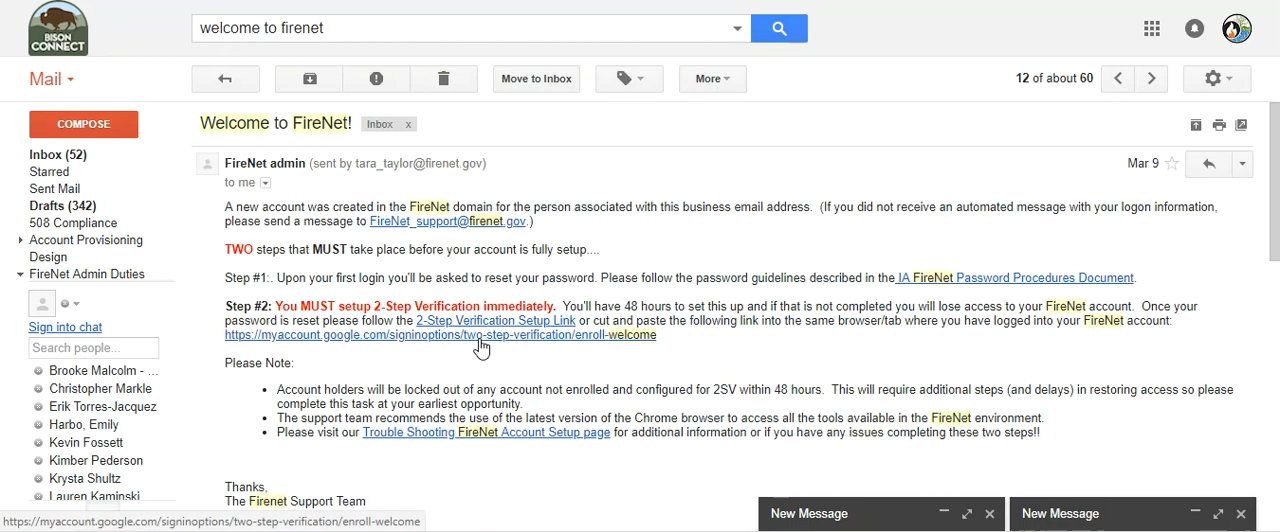 BISON
CONNECT
welcome to firenet
Mail
Move to Inbox
More
12 of about 60
COMPOSE
Inbox (52)
Starred
Sent Mail
Drafts (342)
508 Compliance
Account Provisioning
Design
FireNet Admin Duties
Sign into chat
Search people...
Brooke Malcolm - ...
Christopher Markle
Erik Torres-Jacquez
Harbo, Emily
Kevin Fossett
Kimber Pederson
Krysta Shultz
Lauren Kaminski
Welcome to FireNet!
Inbox x
FireNet admin (sent by tara_taylor@firenet.gov)
Mar 9
to me
A new account was created in the FireNet domain for the person associated with this business email address. (If you did not receive an automated message with your logon information,
please send a message to FireNet_support@firenet.gov.)
TWO steps that MUST take place before your account is fully setup....
Step #1:. Upon your first login you'll be asked to reset your password. Please follow the password guidelines described in the IA FireNet Password Procedures Document.
Step #2: You MUST setup 2-Step Verification immediately. You'll have 48 hours to set this up and if that is not completed you will lose access to your FireNet account. Once your
password is reset please follow the 2-Step Verification Setup Link or cut and paste the following link into the same browser/tab where you have logged into your FireNet account:
https://myaccount.google.com/signinoptions/two-step-verification/enroll-welcome
Please Note:
• Account holders will be locked out of any account not enrolled and configured for 2SV within 48 hours. This will require additional steps (and delays) in restoring access so please
complete this task at your earliest opportunity.
• The support team recommends the use of the latest version of the Chrome browser to access all the tools available in the FireNet environment.
• Please visit our Trouble Shooting FireNet Account Setup page for additional information or if you have any issues completing these two steps!!
Thanks,
The Firenet Support Team
New Message
New Message
https://myaccount.google.com/signinoptions/two-step-verification/enroll-welcome